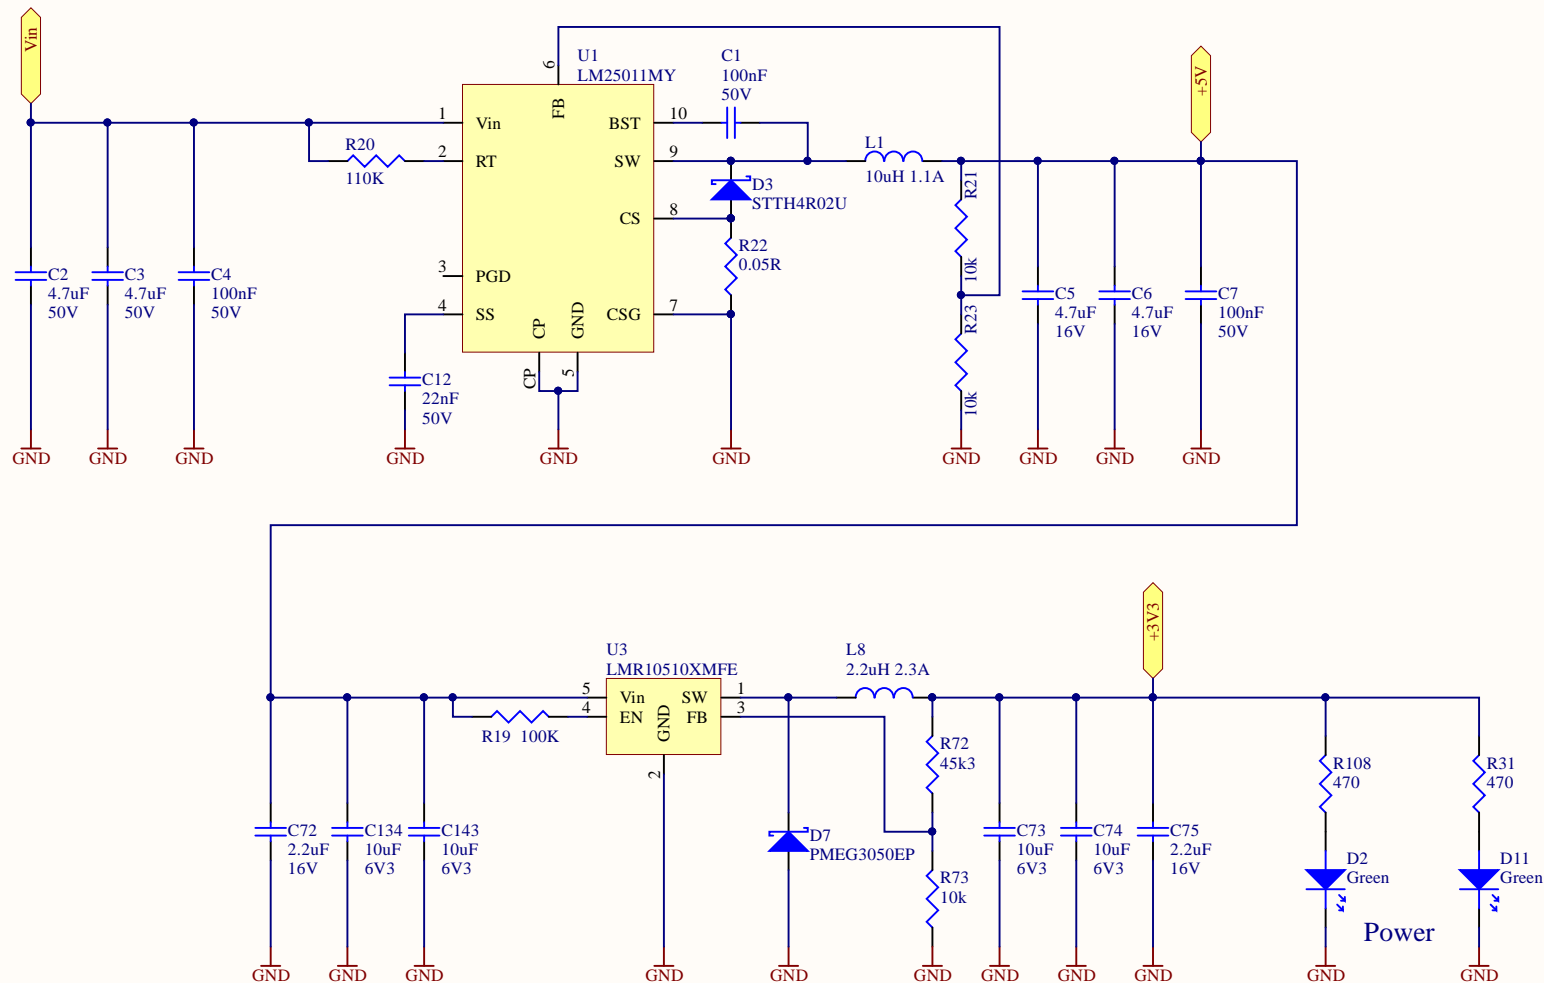 Vin
U1
LM25011MY
C1
100nF
50V
6
FB
1
Vin
BST
10
R20
110K
2
RT
SW
9
L1
10uH 1.1A
+5V
D3
STTH4R02U
CS
8
R21
10k
R22
0.05R
3
PGD
4
SS
CSG
7
CP
GND
CP
5
R23
10k
C2
4.7uF
50V
C3
4.7uF
50V
C4
100nF
50V
C12
22nF
50V
C5
4.7uF
16V
C6
4.7uF
16V
C7
100nF
50V
GND
GND
GND
GND
GND
GND
GND
GND
GND
GND
+3V3
U3
LMR10510XMFE
L8
2.2uH 2.3A
5
Vin
SW
1
4
EN
FB
3
GND
2
R19 100K
R72
45k3
R108
470
R31
470
C72
2.2uF
16V
C134
10uF
6V3
C143
10uF
6V3
D7
PMEG3050EP
R73
10k
C73
10uF
6V3
C74
10uF
6V3
C75
2.2uF
16V
D2
Green
D11
Green
Power
GND
GND
GND
GND
GND
GND
GND
GND
GND
GND
GND